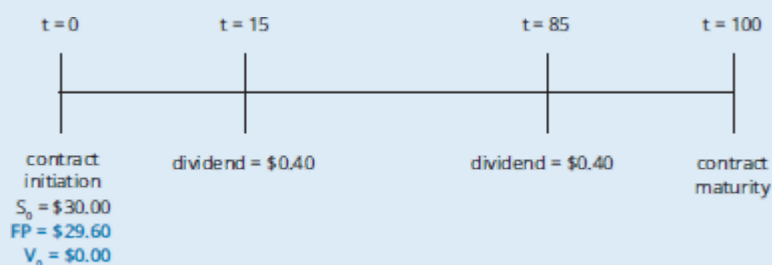 t = 0 t = 15 t = 85 t = 100
contract initiation dividend = $0.40 dividend = $0.40 contract maturity
S₀ = $30.00
FP = $29.60
V₀ = $0.00